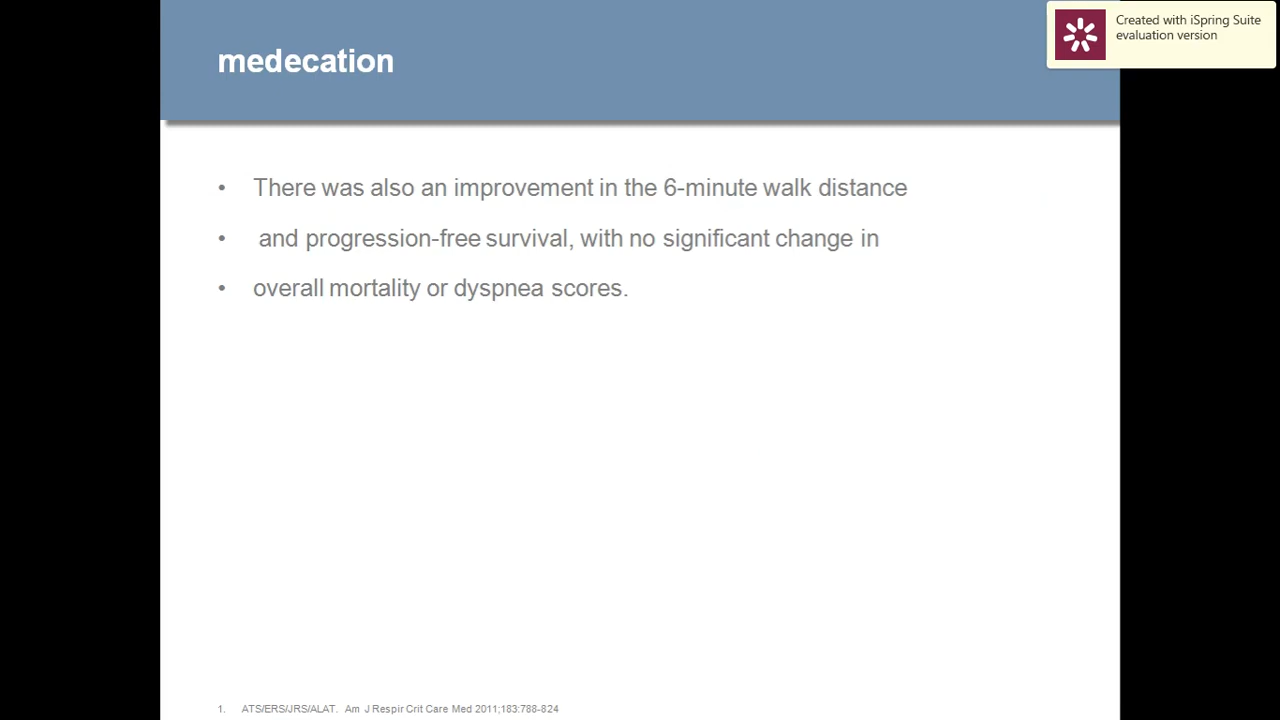 Created with iSpring Suite
evaluation version
medecation
• There was also an improvement in the 6-minute walk distance
• and progression-free survival, with no significant change in
• overall mortality or dyspnea scores.
1. ATS/ERS/JRS/ALAT. Am J Respir Crit Care Med 2011;183:788-824